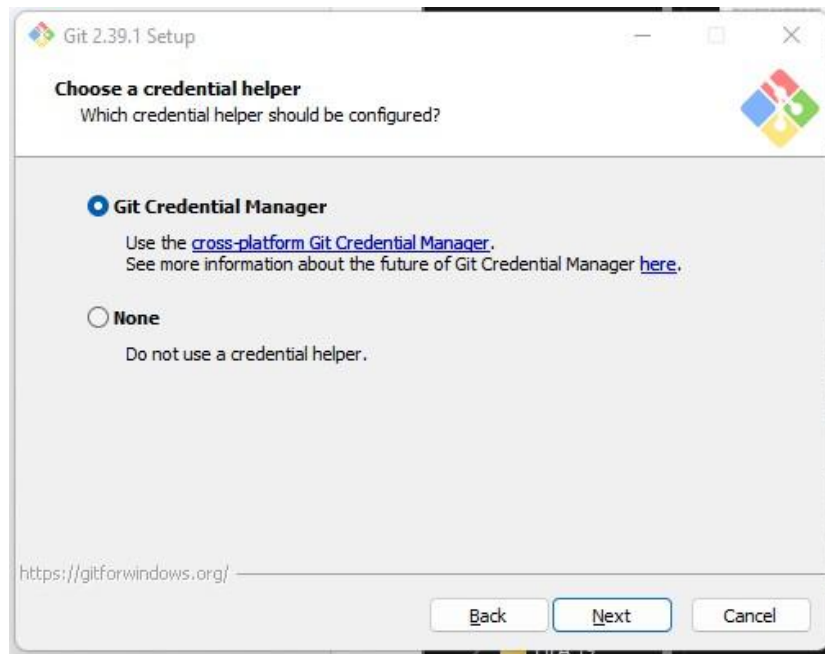 Git 2.39.1 Setup
Choose a credential helper
Which credential helper should be configured?
Git Credential Manager
Use the cross-platform Git Credential Manager.
See more information about the future of Git Credential Manager here.
None
Do not use a credential helper.
https://gitforwindows.org/
Back Next Cancel